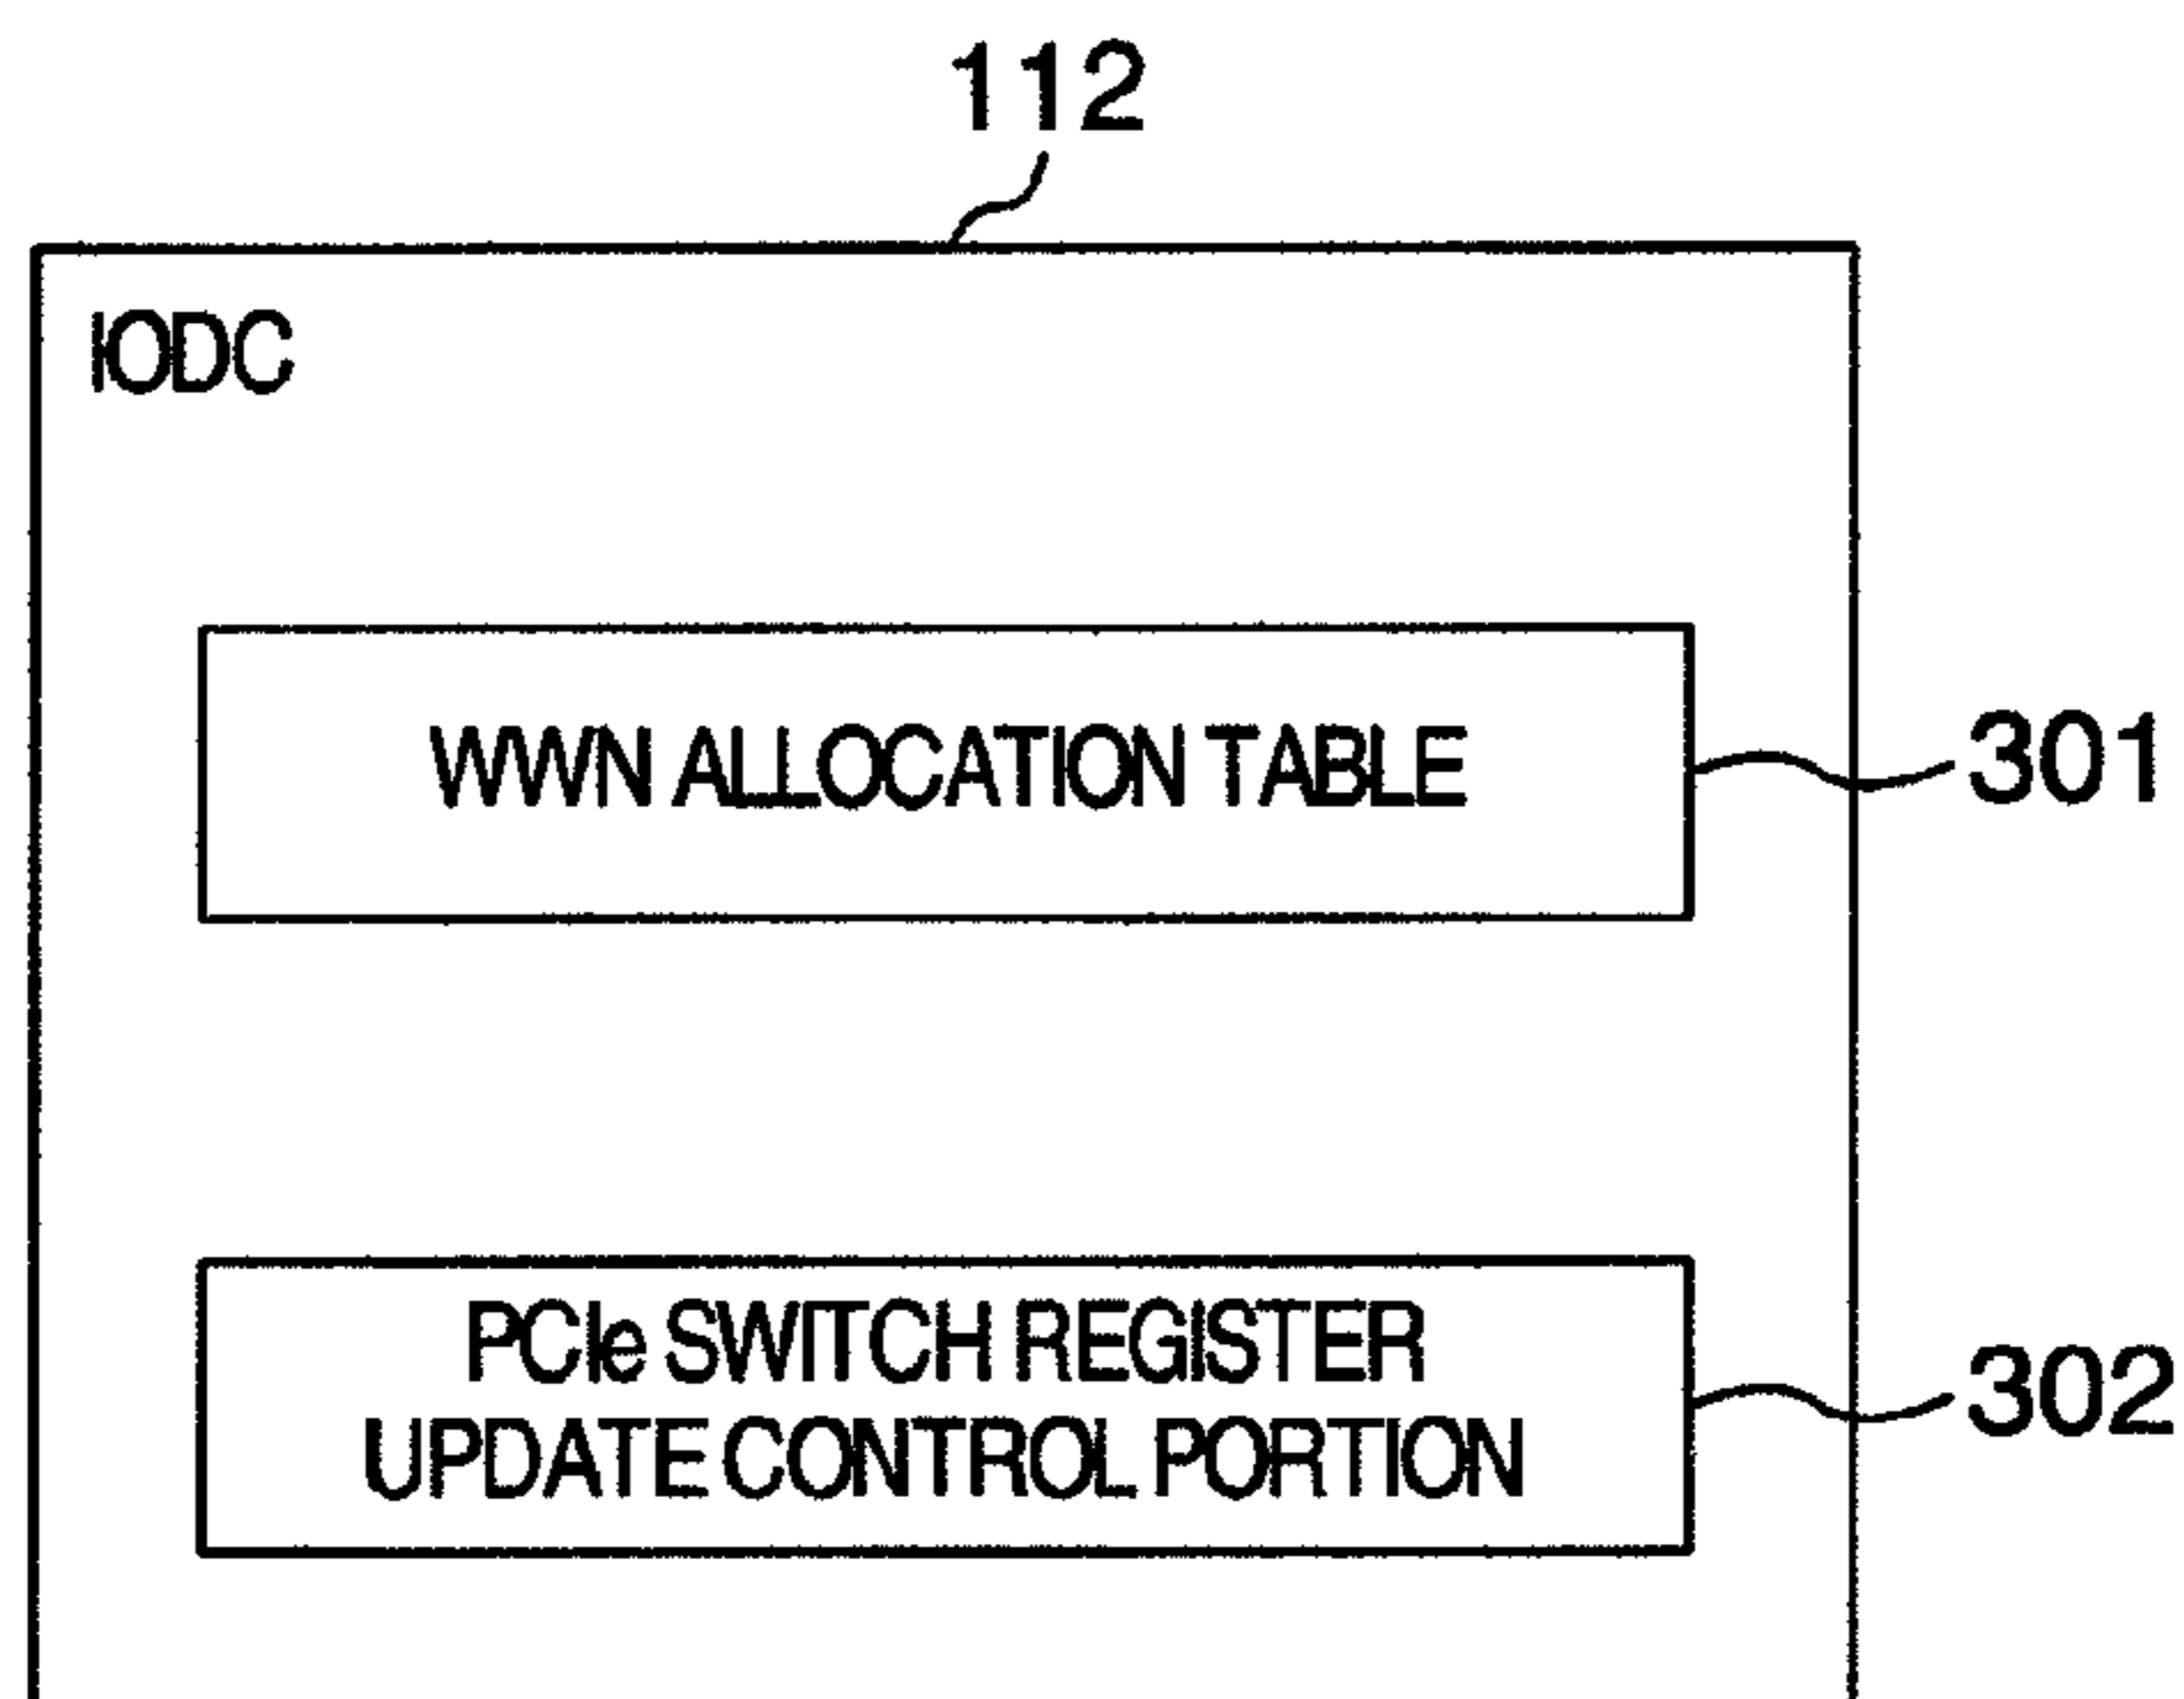 112
IODC
WWN ALLOCATION TABLE
301
PCIe SWITCH REGISTER
UPDATE CONTROL PORTION
302